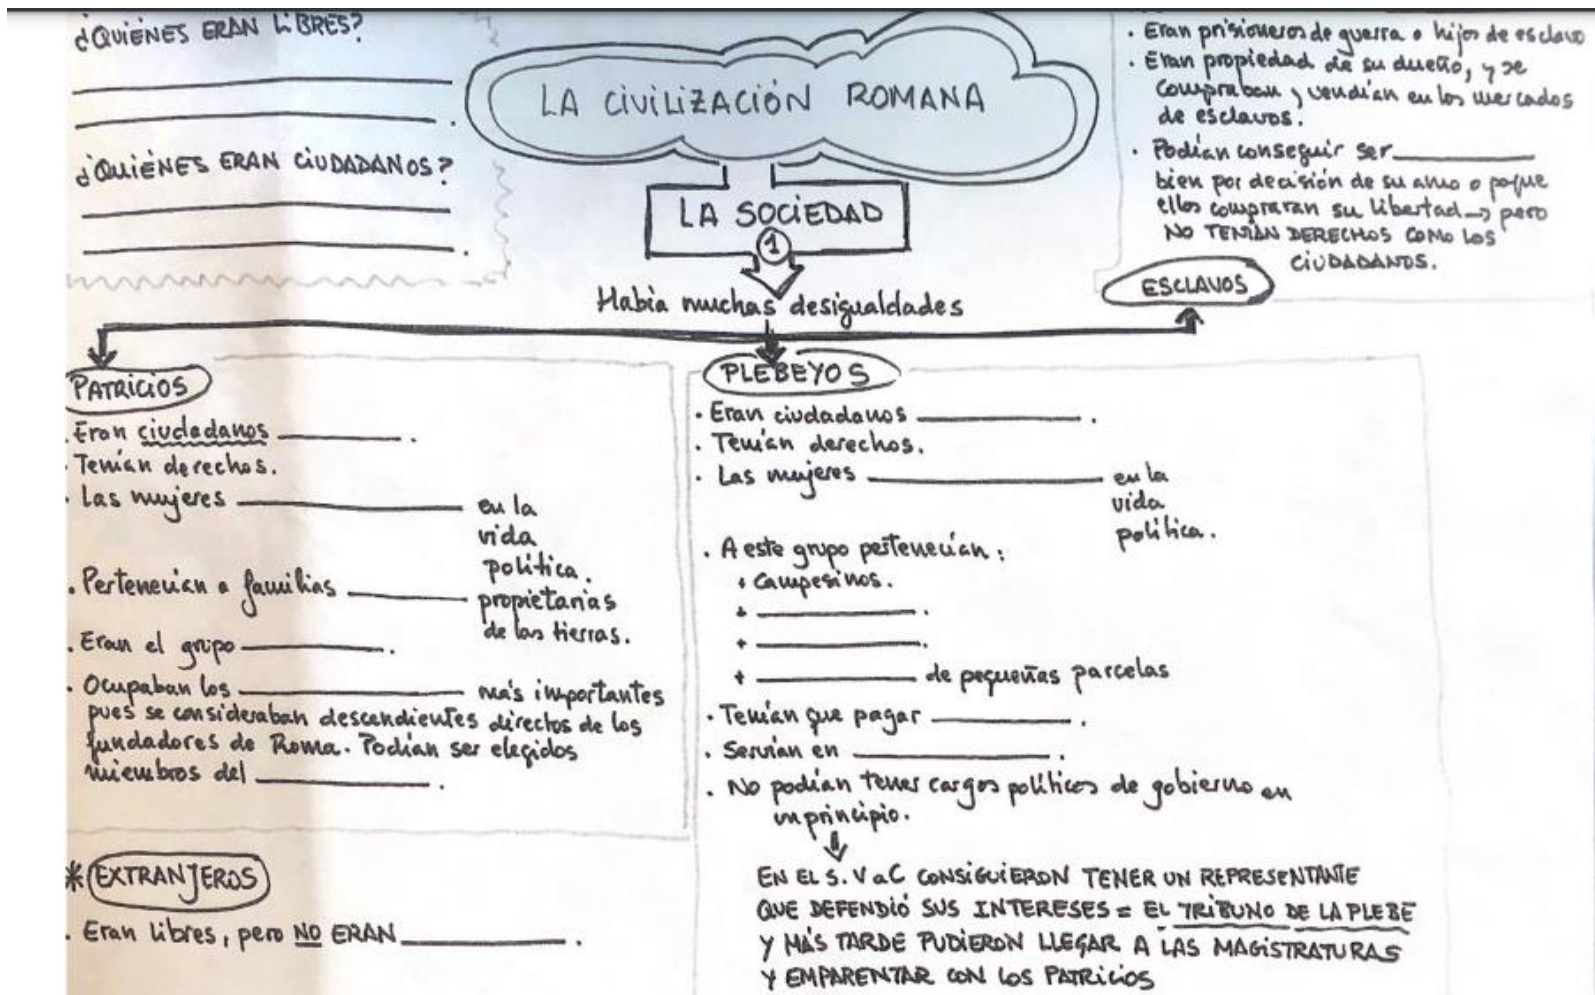 ¿QUIÉNES ERAN LIBRES?
¿QUIÉNES ERAN CIUDADANOS?
LA CIVILIZACIÓN ROMANA
LA SOCIEDAD
1
Había muchas desigualdades
· Eran prisioneros de guerra o hijos de esclavo
· Eran propiedad de su dueño, y se
compraban y vendían en los mercados
de esclavos.
· Podían conseguir ser
bien por decisión de su amo o porque
ellos compraran su libertad → pero
NO TENÍAN DERECHOS COMO LOS
CIUDADANOS.
ESCLAVOS
PATRICIOS
· Eran ciudadanos .
· Tenían derechos.
· Las mujeres en la
vida
política.
· Pertenecían a familias propietarias
de las tierras.
· Eran el grupo .
· Ocupaban los más importantes
pues se consideraban descendientes directos de los
fundadores de Roma. Podían ser elegidos
miembros del .
* EXTRANJEROS
· Eran libres, pero NO ERAN .
PLEBEYOS
· Eran ciudadanos .
· Tenían derechos.
· Las mujeres en la
vida
política.
· A este grupo pertenecían:
+ Campesinos.
+ .
+ .
+ de pequeñas parcelas
· Tenían que pagar .
· Servían en .
· No podían tener cargos políticos de gobierno en
un principio.
EN EL S. V aC CONSIGUIERON TENER UN REPRESENTANTE
QUE DEFENDIÓ SUS INTERESES = EL TRIBUNO DE LA PLEBE
Y MÁS TARDE PUDIERON LLEGAR A LAS MAGISTRATURAS
Y EMPARENTAR CON LOS PATRICIOS